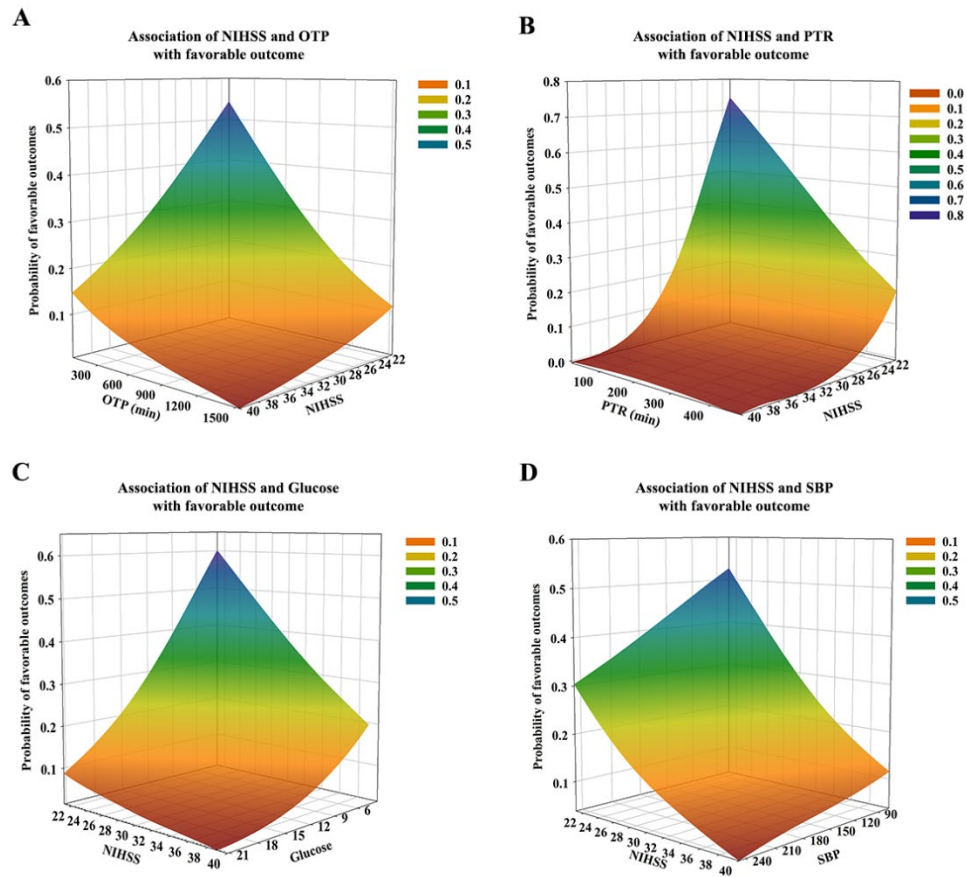 A
Association of NIHSS and OTP
with favorable outcome
Probability of favorable outcomes
0.6
0.5
0.4
0.3
0.2
0.1
300
600
900
1200
1500
OTP (min)
40 38 36 34 32 30 28 26 24 22
NIHSS
0.1
0.2
0.3
0.4
0.5
B
Association of NIHSS and PTR
with favorable outcome
Probability of favorable outcomes
0.8
0.7
0.6
0.5
0.4
0.3
0.2
0.1
0.0
100
200
300
400
PTR (min)
40 38 36 34 32 30 28 26 24 22
NIHSS
0.0
0.1
0.2
0.3
0.4
0.5
0.6
0.7
0.8
C
Association of NIHSS and Glucose
with favorable outcome
Probability of favorable outcomes
0.6
0.5
0.4
0.3
0.2
0.1
22 24 26 28 30 32 34 36 38 40
NIHSS
21 18 15 12 9 6
Glucose
0.1
0.2
0.3
0.4
0.5
D
Association of NIHSS and SBP
with favorable outcome
Probability of favorable outcomes
0.6
0.5
0.4
0.3
0.2
0.1
22 24 26 28 30 32 34 36 38 40
NIHSS
240 210 180 150 120 90
SBP
0.1
0.2
0.3
0.4
0.5